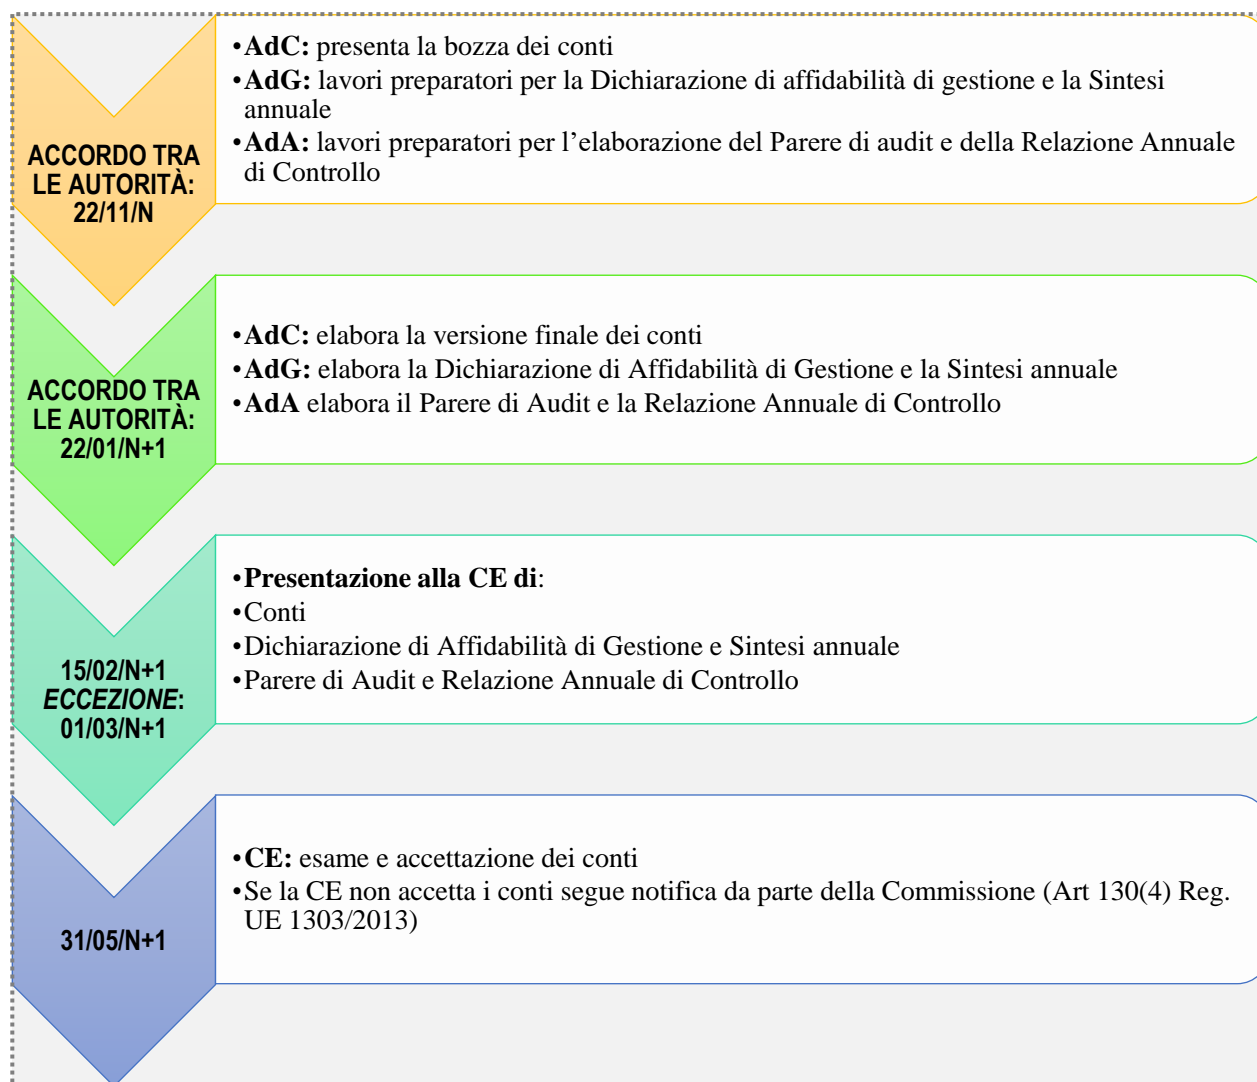 •AdC: presenta la bozza dei conti
•AdG: lavori preparatori per la Dichiarazione di affidabilità di gestione e la Sintesi
annuale
•AdA: lavori preparatori per l’elaborazione del Parere di audit e della Relazione Annuale
di Controllo
ACCORDO TRA
LE AUTORITÀ:
22/11/N
•AdC: elabora la versione finale dei conti
•AdG: elabora la Dichiarazione di Affidabilità di Gestione e la Sintesi annuale
•AdA elabora il Parere di Audit e la Relazione Annuale di Controllo
ACCORDO TRA
LE AUTORITÀ:
22/01/N+1
•Presentazione alla CE di:
•Conti
•Dichiarazione di Affidabilità di Gestione e Sintesi annuale
•Parere di Audit e Relazione Annuale di Controllo
15/02/N+1
ECCEZIONE:
01/03/N+1
•CE: esame e accettazione dei conti
•Se la CE non accetta i conti segue notifica da parte della Commissione (Art 130(4) Reg.
UE 1303/2013)
31/05/N+1